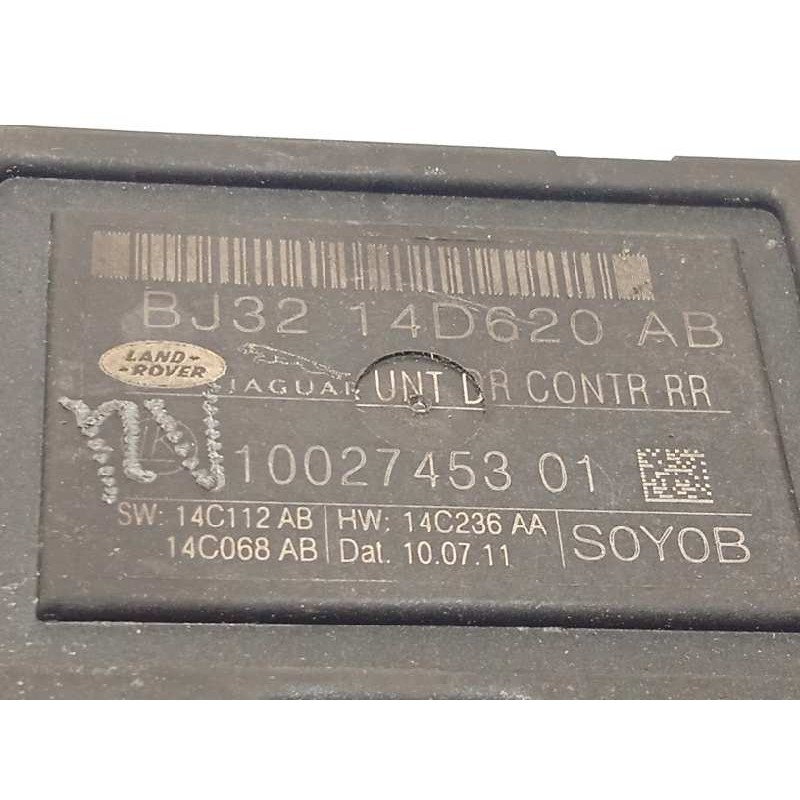 BJ32 14D620 AB
LAND-
ROVER
JAGUAR UNT DR CONTR RR
10027453 01
SW: 14C112 AB HW: 14C236 AA
14C068 AB Dat. 10.07.11 SOYOB